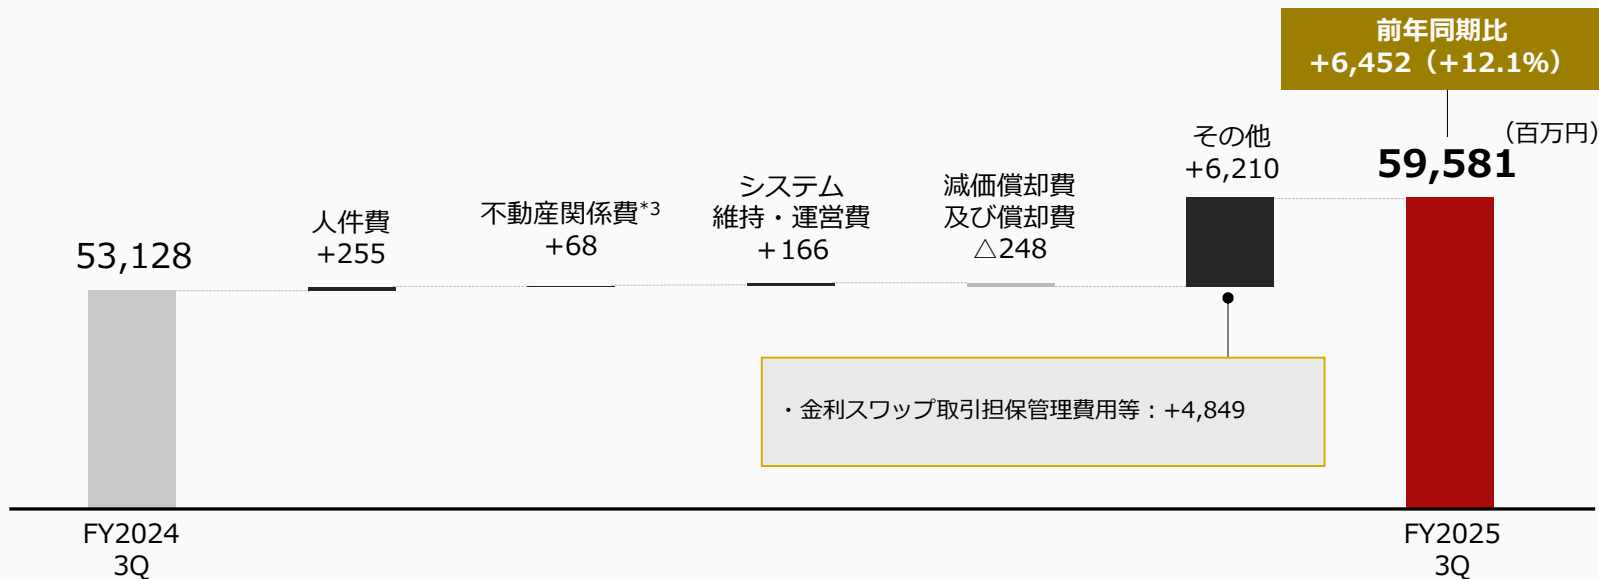 前年同期比
+6,452（+12.1%）
（百万円）
53,128
人件費
+255
不動産関係費*3
+68
システム
維持・運営費
＋166
減価償却費
及び償却費
△248
その他
+6,210
59,581
・金利スワップ取引担保管理費用等：+4,849
FY2024
3Q
FY2025
3Q